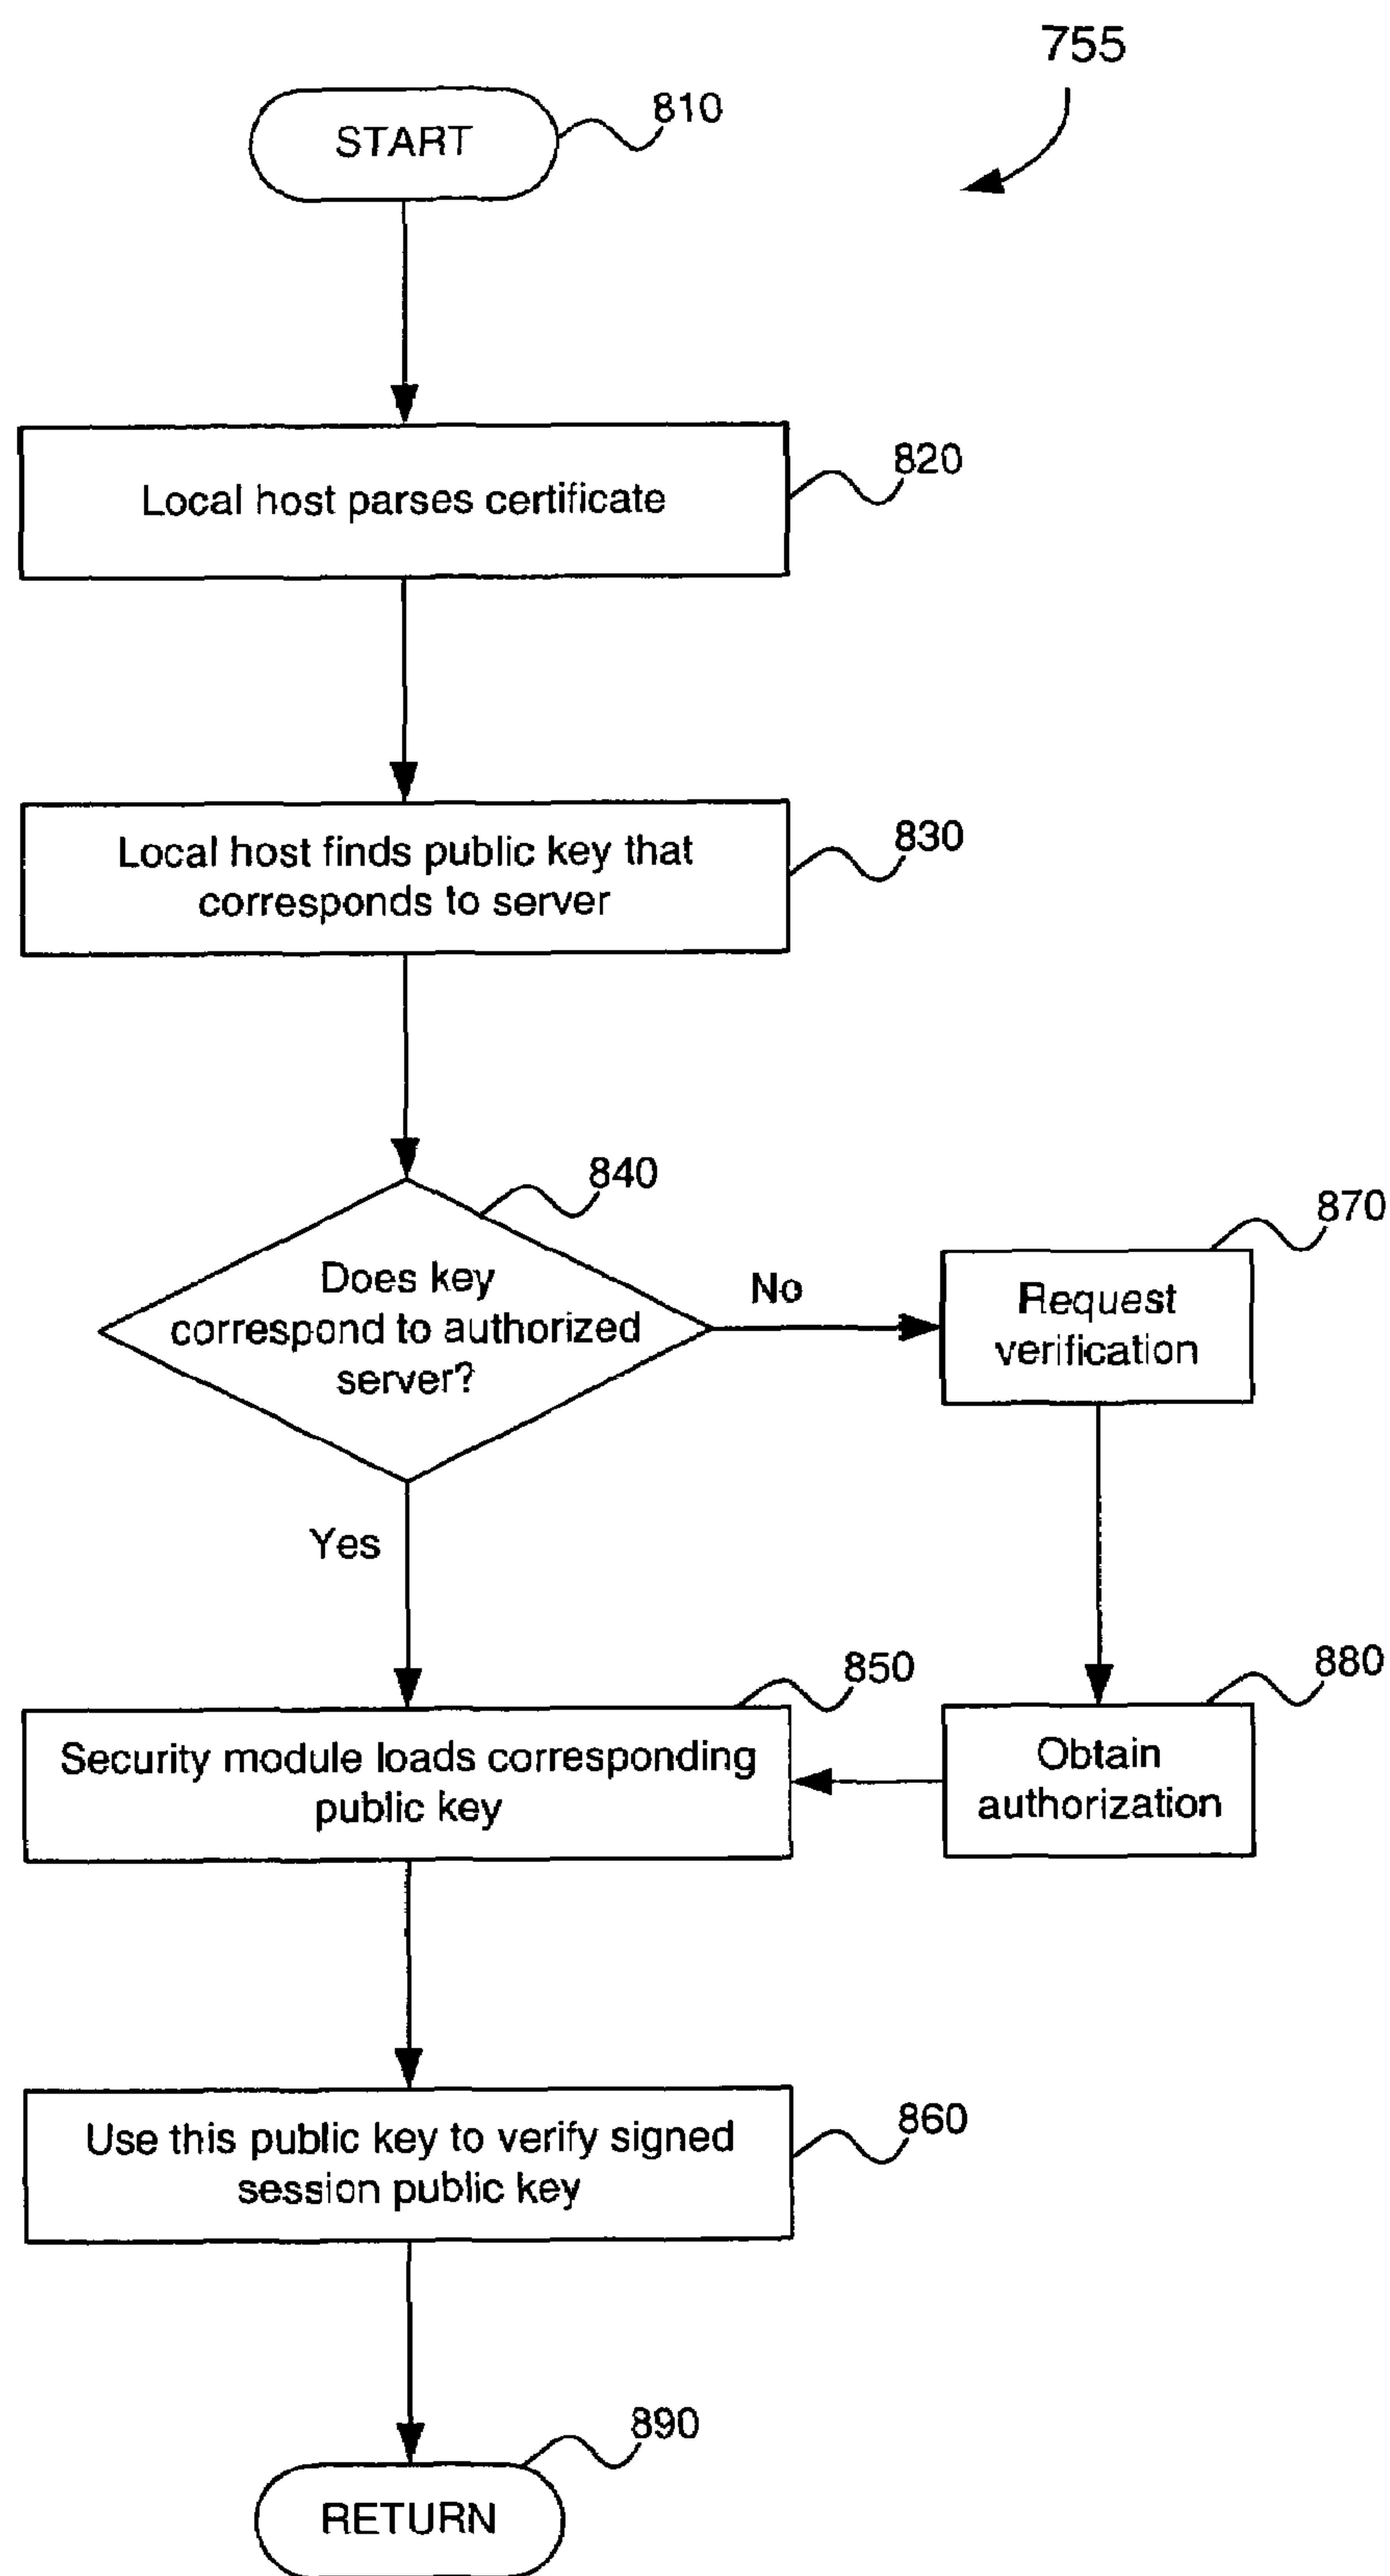 755
START
810
Local host parses certificate
820
Local host finds public key that
corresponds to server
830
840
Does key
correspond to authorized
server?
No
870
Request
verification
Yes
850
Security module loads corresponding
public key
880
Obtain
authorization
Use this public key to verify signed
session public key
860
890
RETURN